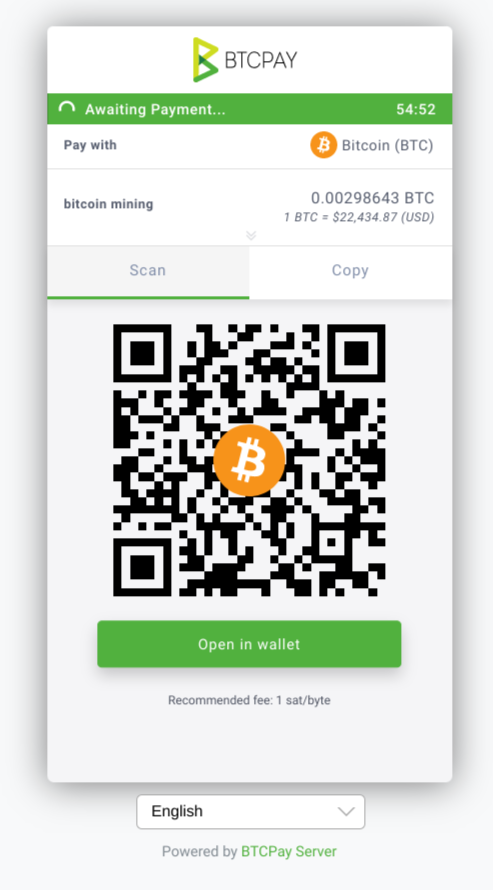 BTCPAY
Awaiting Payment... 54:52
Pay with Bitcoin (BTC)
bitcoin mining 0.00298643 BTC
1 BTC = $22,434.87 (USD)
Scan Copy
Open in wallet
Recommended fee: 1 sat/byte
English
Powered by BTCPay Server